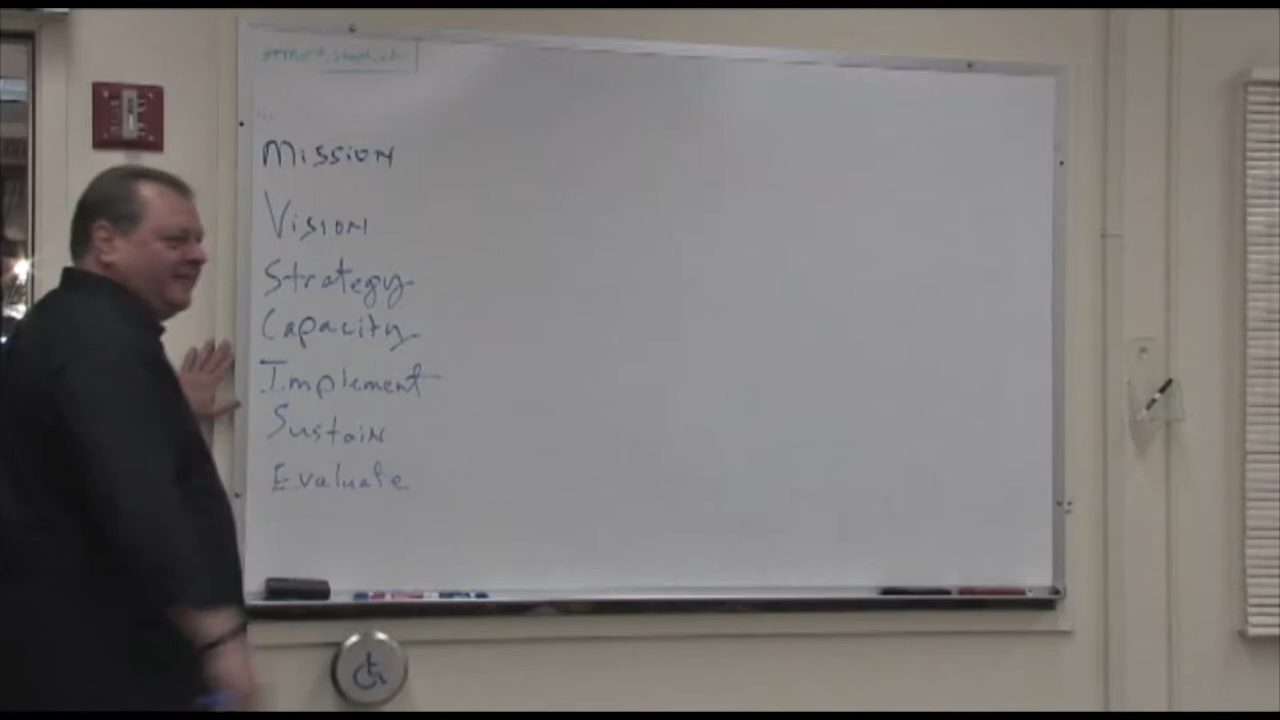 Mission
Vision
Strategy
Capacity
Implement
Sustain
Evaluate